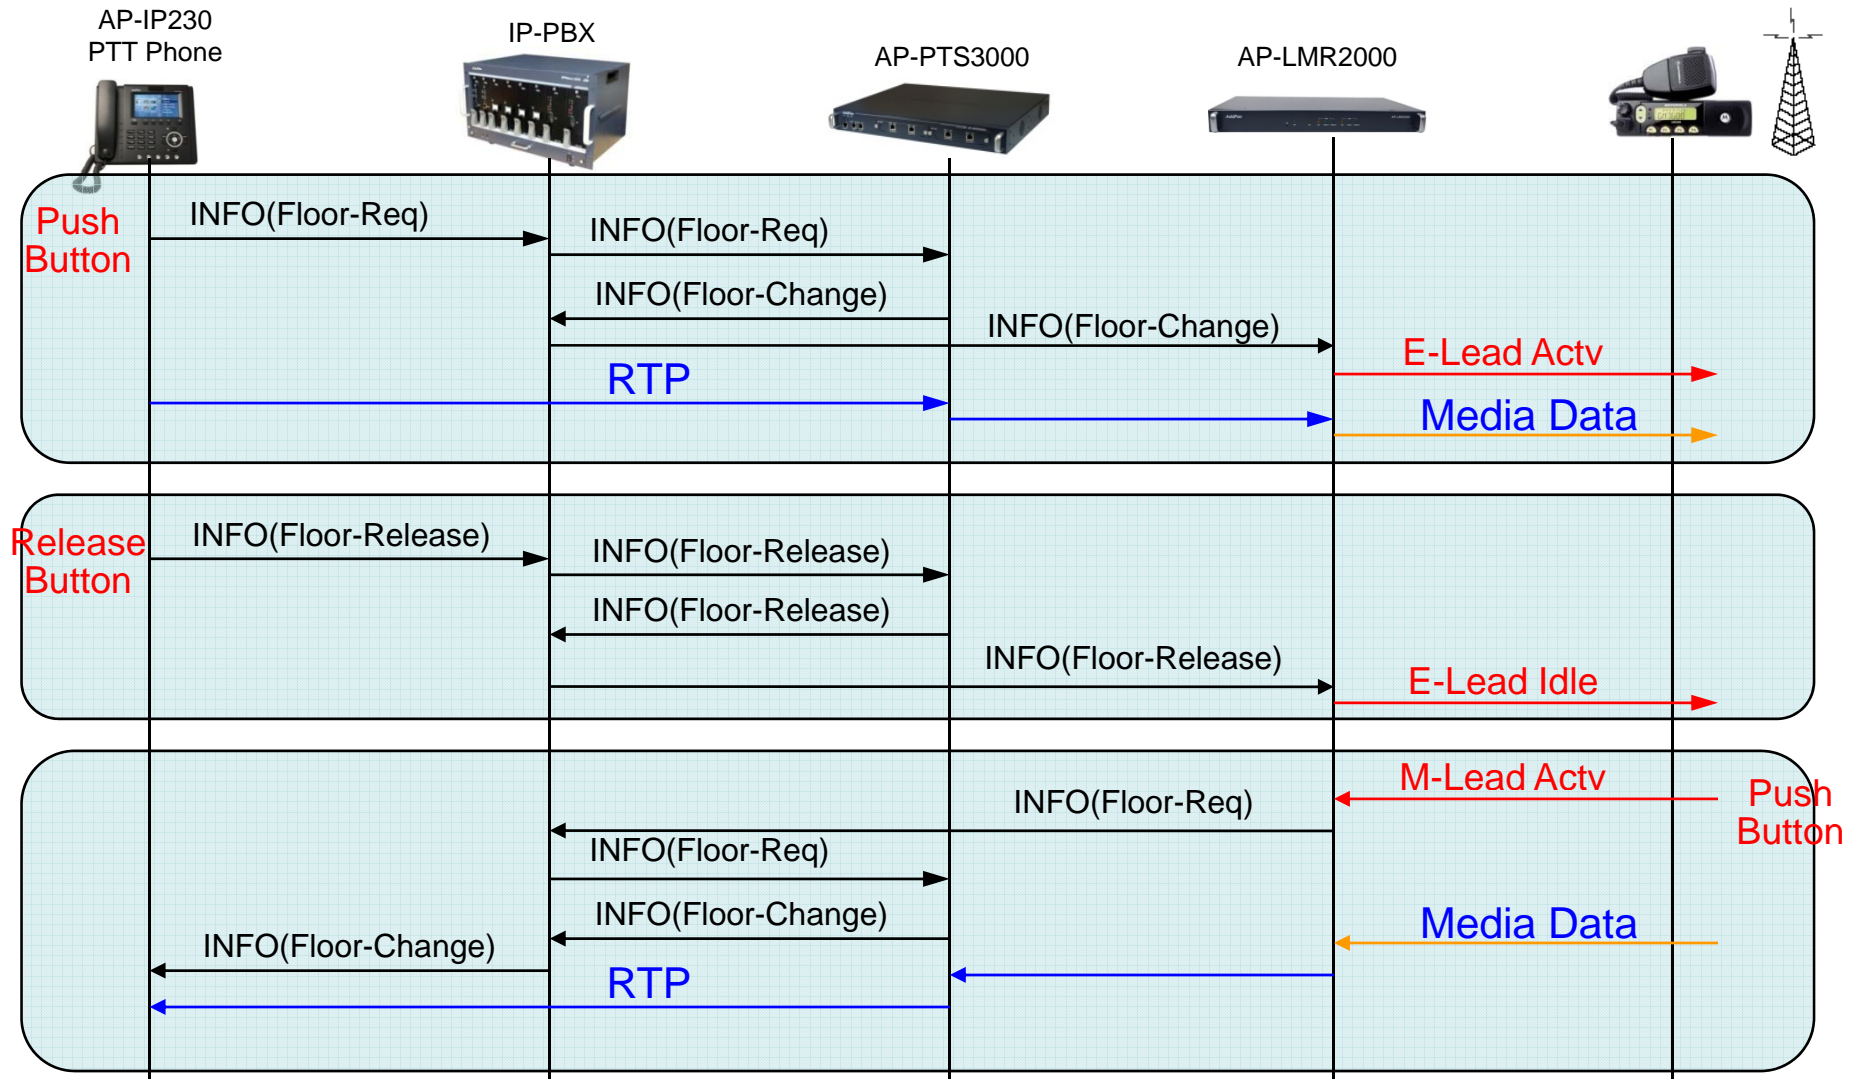 AP-IP230
PTT Phone
IP-PBX
AP-PTS3000
AP-LMR2000
Push
Button
INFO(Floor-Req)
INFO(Floor-Req)
INFO(Floor-Change)
INFO(Floor-Change)
E-Lead Actv
RTP
Media Data
Release
Button
INFO(Floor-Release)
INFO(Floor-Release)
INFO(Floor-Release)
INFO(Floor-Release)
E-Lead Idle
M-Lead Actv
Push
Button
INFO(Floor-Req)
INFO(Floor-Req)
INFO(Floor-Change)
Media Data
INFO(Floor-Change)
RTP